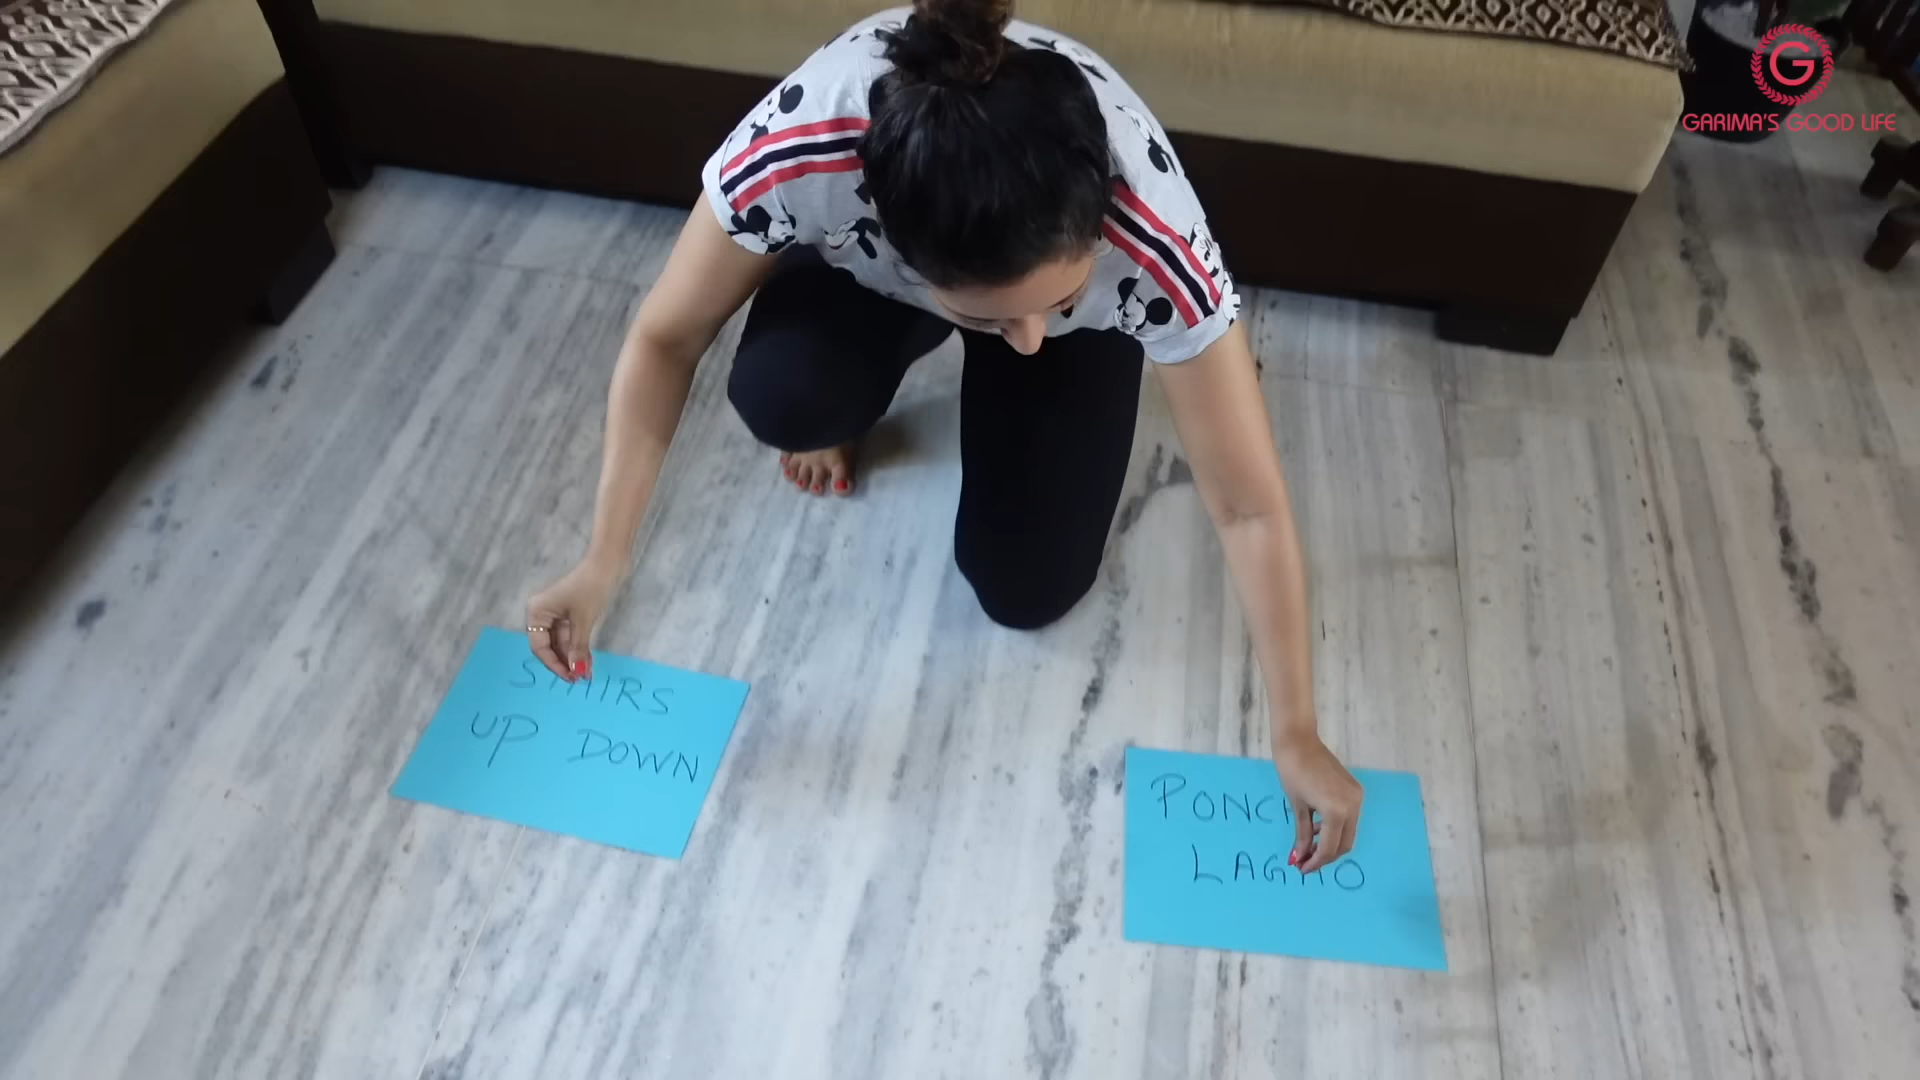 G
GARIMA'S GOOD LIFE
STAIRS
UP DOWN
LAGAO